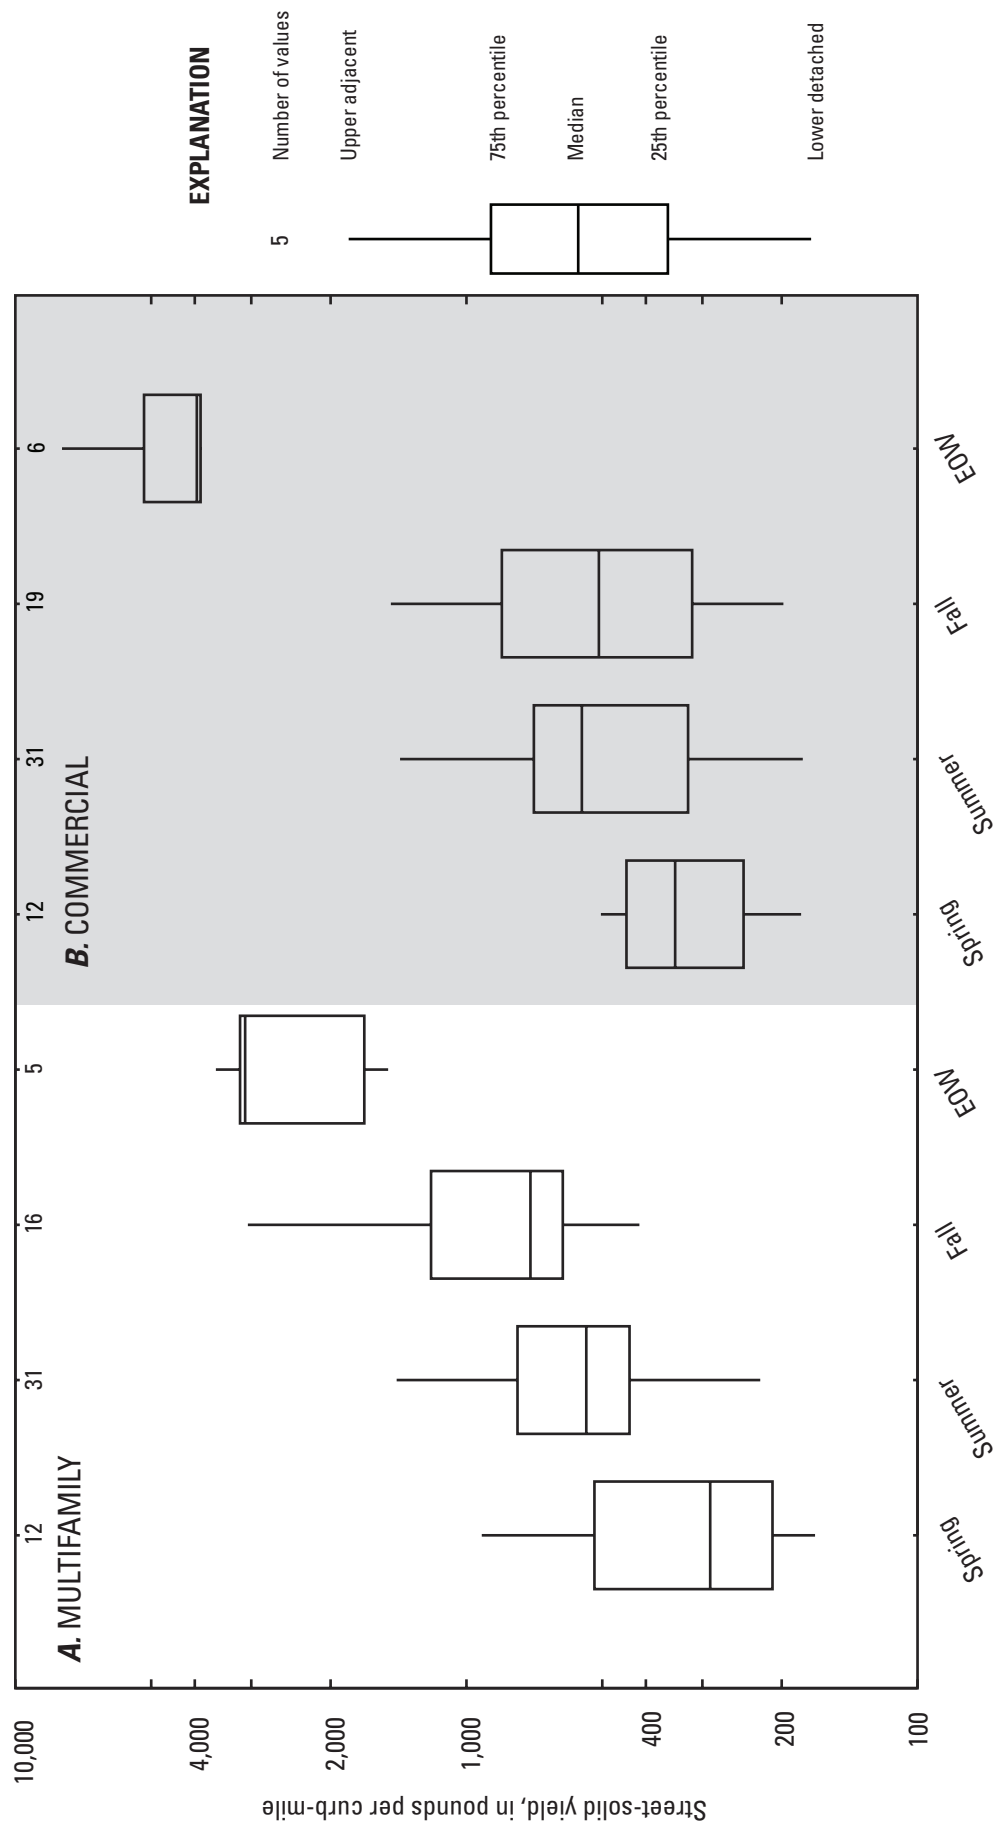 Street-solid yield, in pounds per curb-mile
10,000
4,000
2,000
1,000
400
200
100
A. MULTIFAMILY
12
31
16
5
Spring
Summer
Fall
EOW
B. COMMERCIAL
12
31
19
6
Spring
Summer
Fall
EOW
EXPLANATION
5
Number of values
Upper adjacent
75th percentile
Median
25th percentile
Lower detached